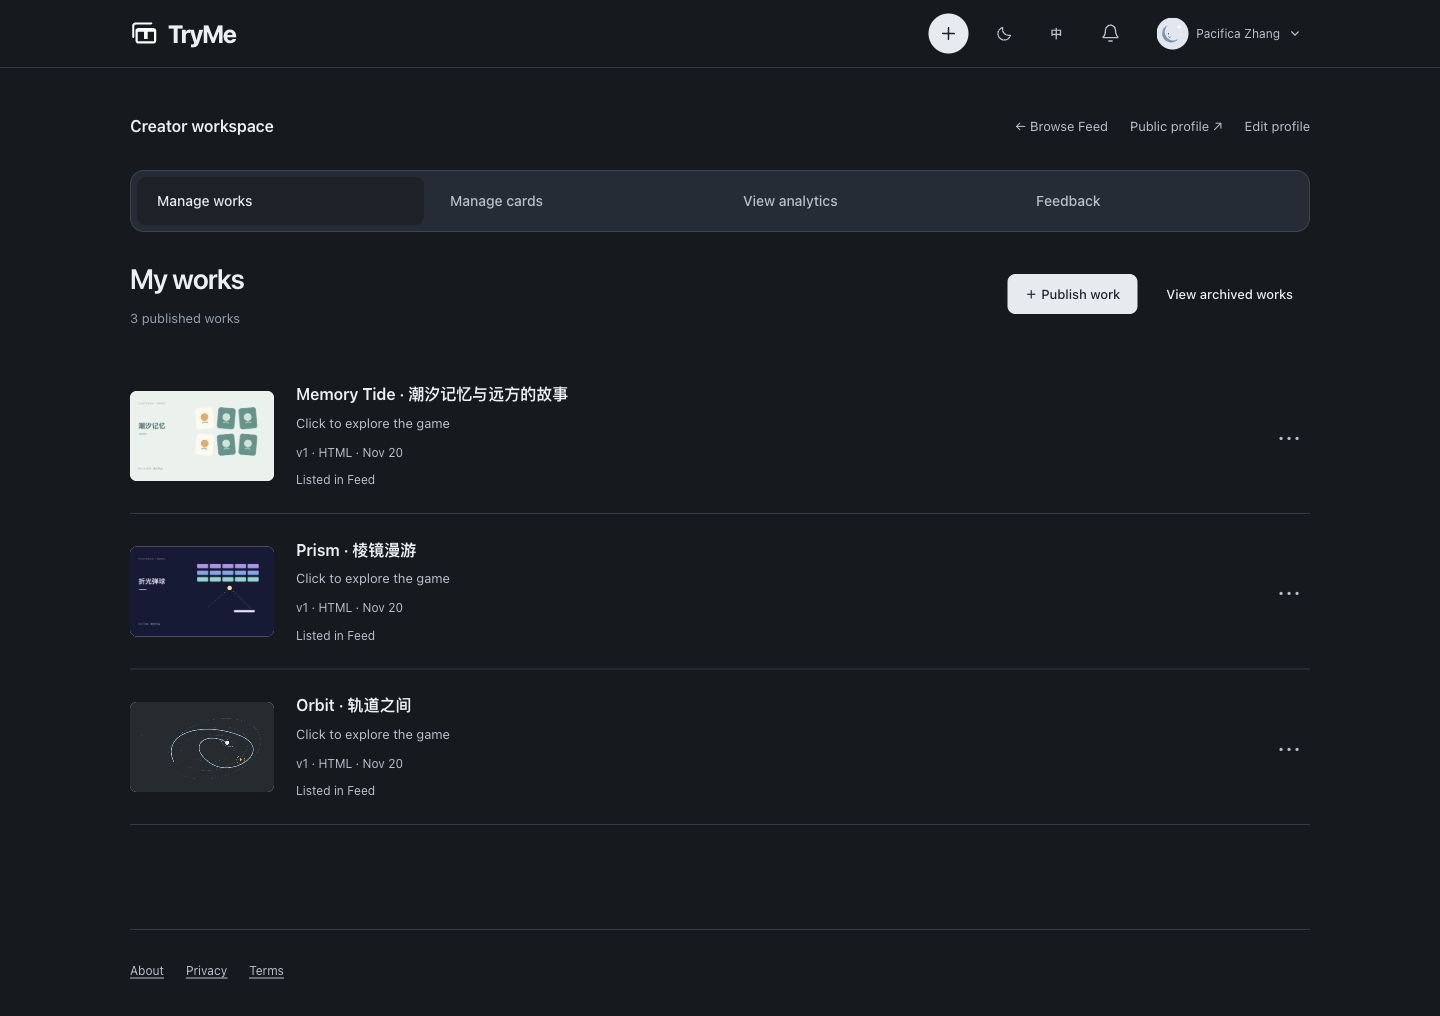 TryMe
中
Pacifica Zhang
Creator workspace
← Browse Feed
Public profile ↗
Edit profile
Manage works
Manage cards
View analytics
Feedback
My works
3 published works
+ Publish work
View archived works
潮汐记忆
Memory Tide · 潮汐记忆与远方的故事
Click to explore the game
v1 · HTML · Nov 20
Listed in Feed
折光弹球
Prism · 棱镜漫游
Click to explore the game
v1 · HTML · Nov 20
Listed in Feed
Orbit · 轨道之间
Click to explore the game
v1 · HTML · Nov 20
Listed in Feed
About
Privacy
Terms